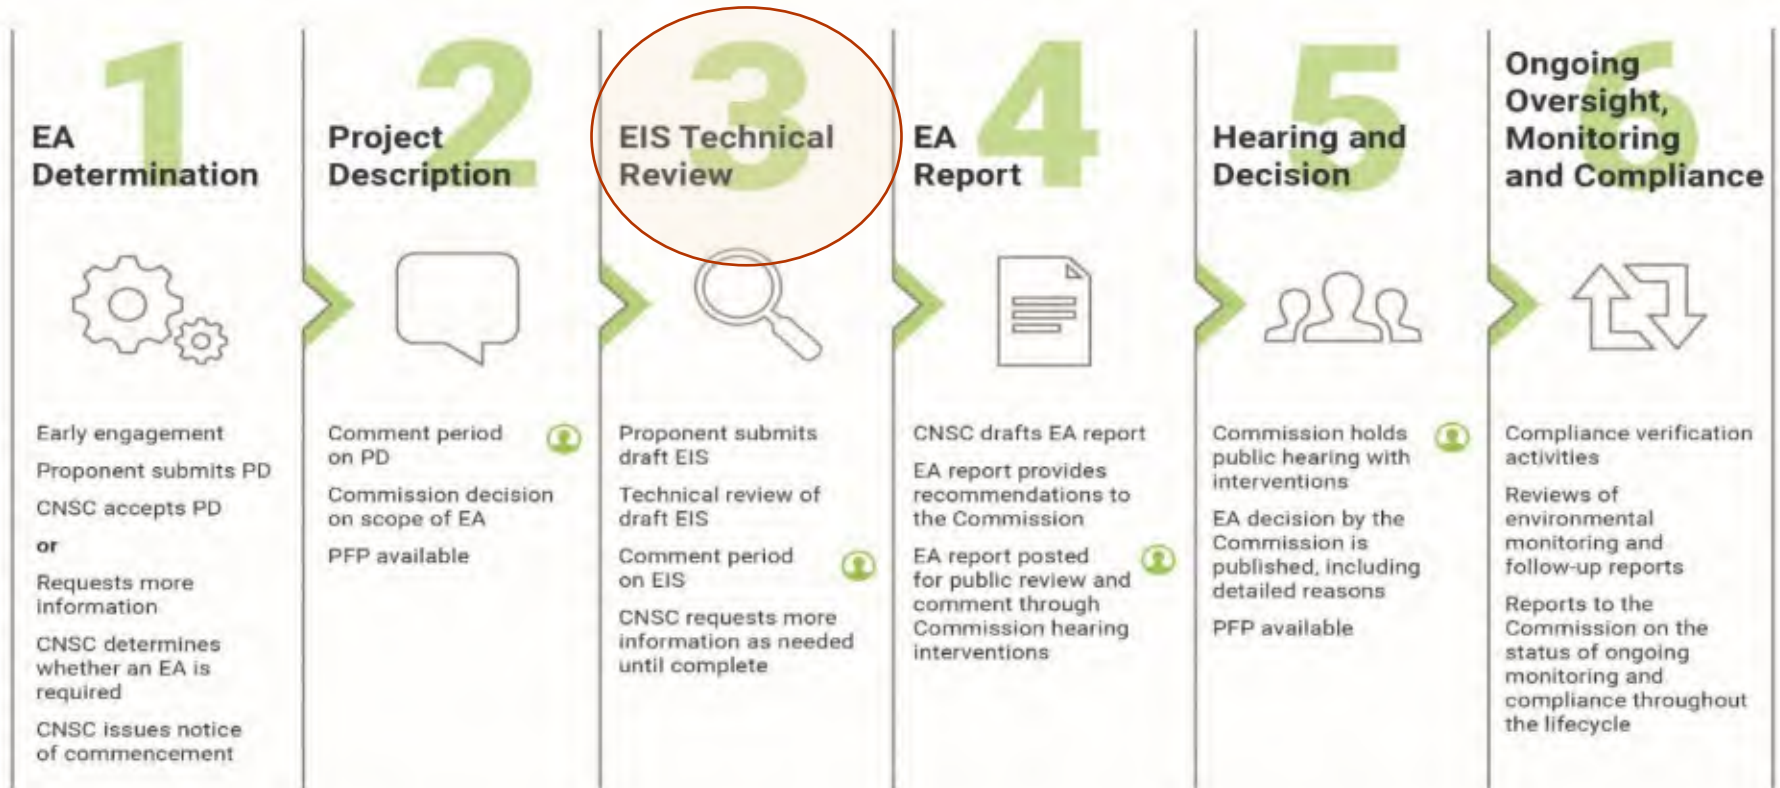 1
EA
Determination
Early engagement
Proponent submits PD
CNSC accepts PD
or
Requests more
information
CNSC determines
whether an EA is
required
CNSC issues notice
of commencement
2
Project
Description
Comment period
on PD
Commission decision
on scope of EA
PFP available
3
EIS Technical
Review
Proponent submits
draft EIS
Technical review of
draft EIS
Comment period
on EIS
CNSC requests more
information as needed
until complete
4
EA
Report
CNSC drafts EA report
EA report provides
recommendations to
the Commission
EA report posted
for public review and
comment through
Commission hearing
interventions
5
Hearing and
Decision
Commission holds
public hearing with
interventions
EA decision by the
Commission is
published, including
detailed reasons
PFP available
6
Ongoing
Oversight,
Monitoring
and Compliance
Compliance verification
activities
Reviews of
environmental
monitoring and
follow-up reports
Reports to the
Commission on the
status of ongoing
monitoring and
compliance throughout
the lifecycle